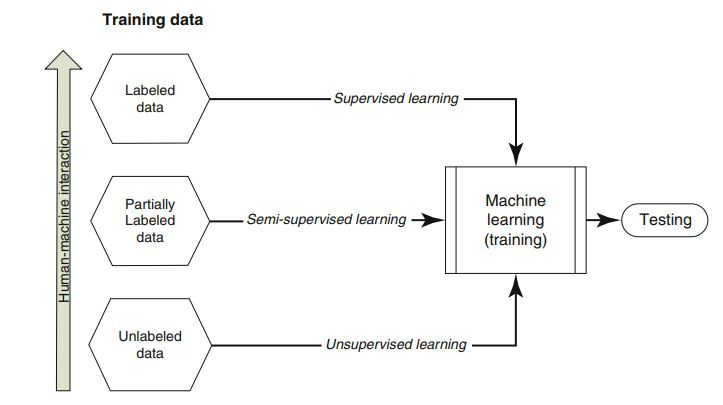 Training data
Human-machine interaction
Labeled
data
Supervised learning
Partially
Labeled
data
Semi-supervised learning
Machine
learning
(training)
Testing
Unlabeled
data
Unsupervised learning